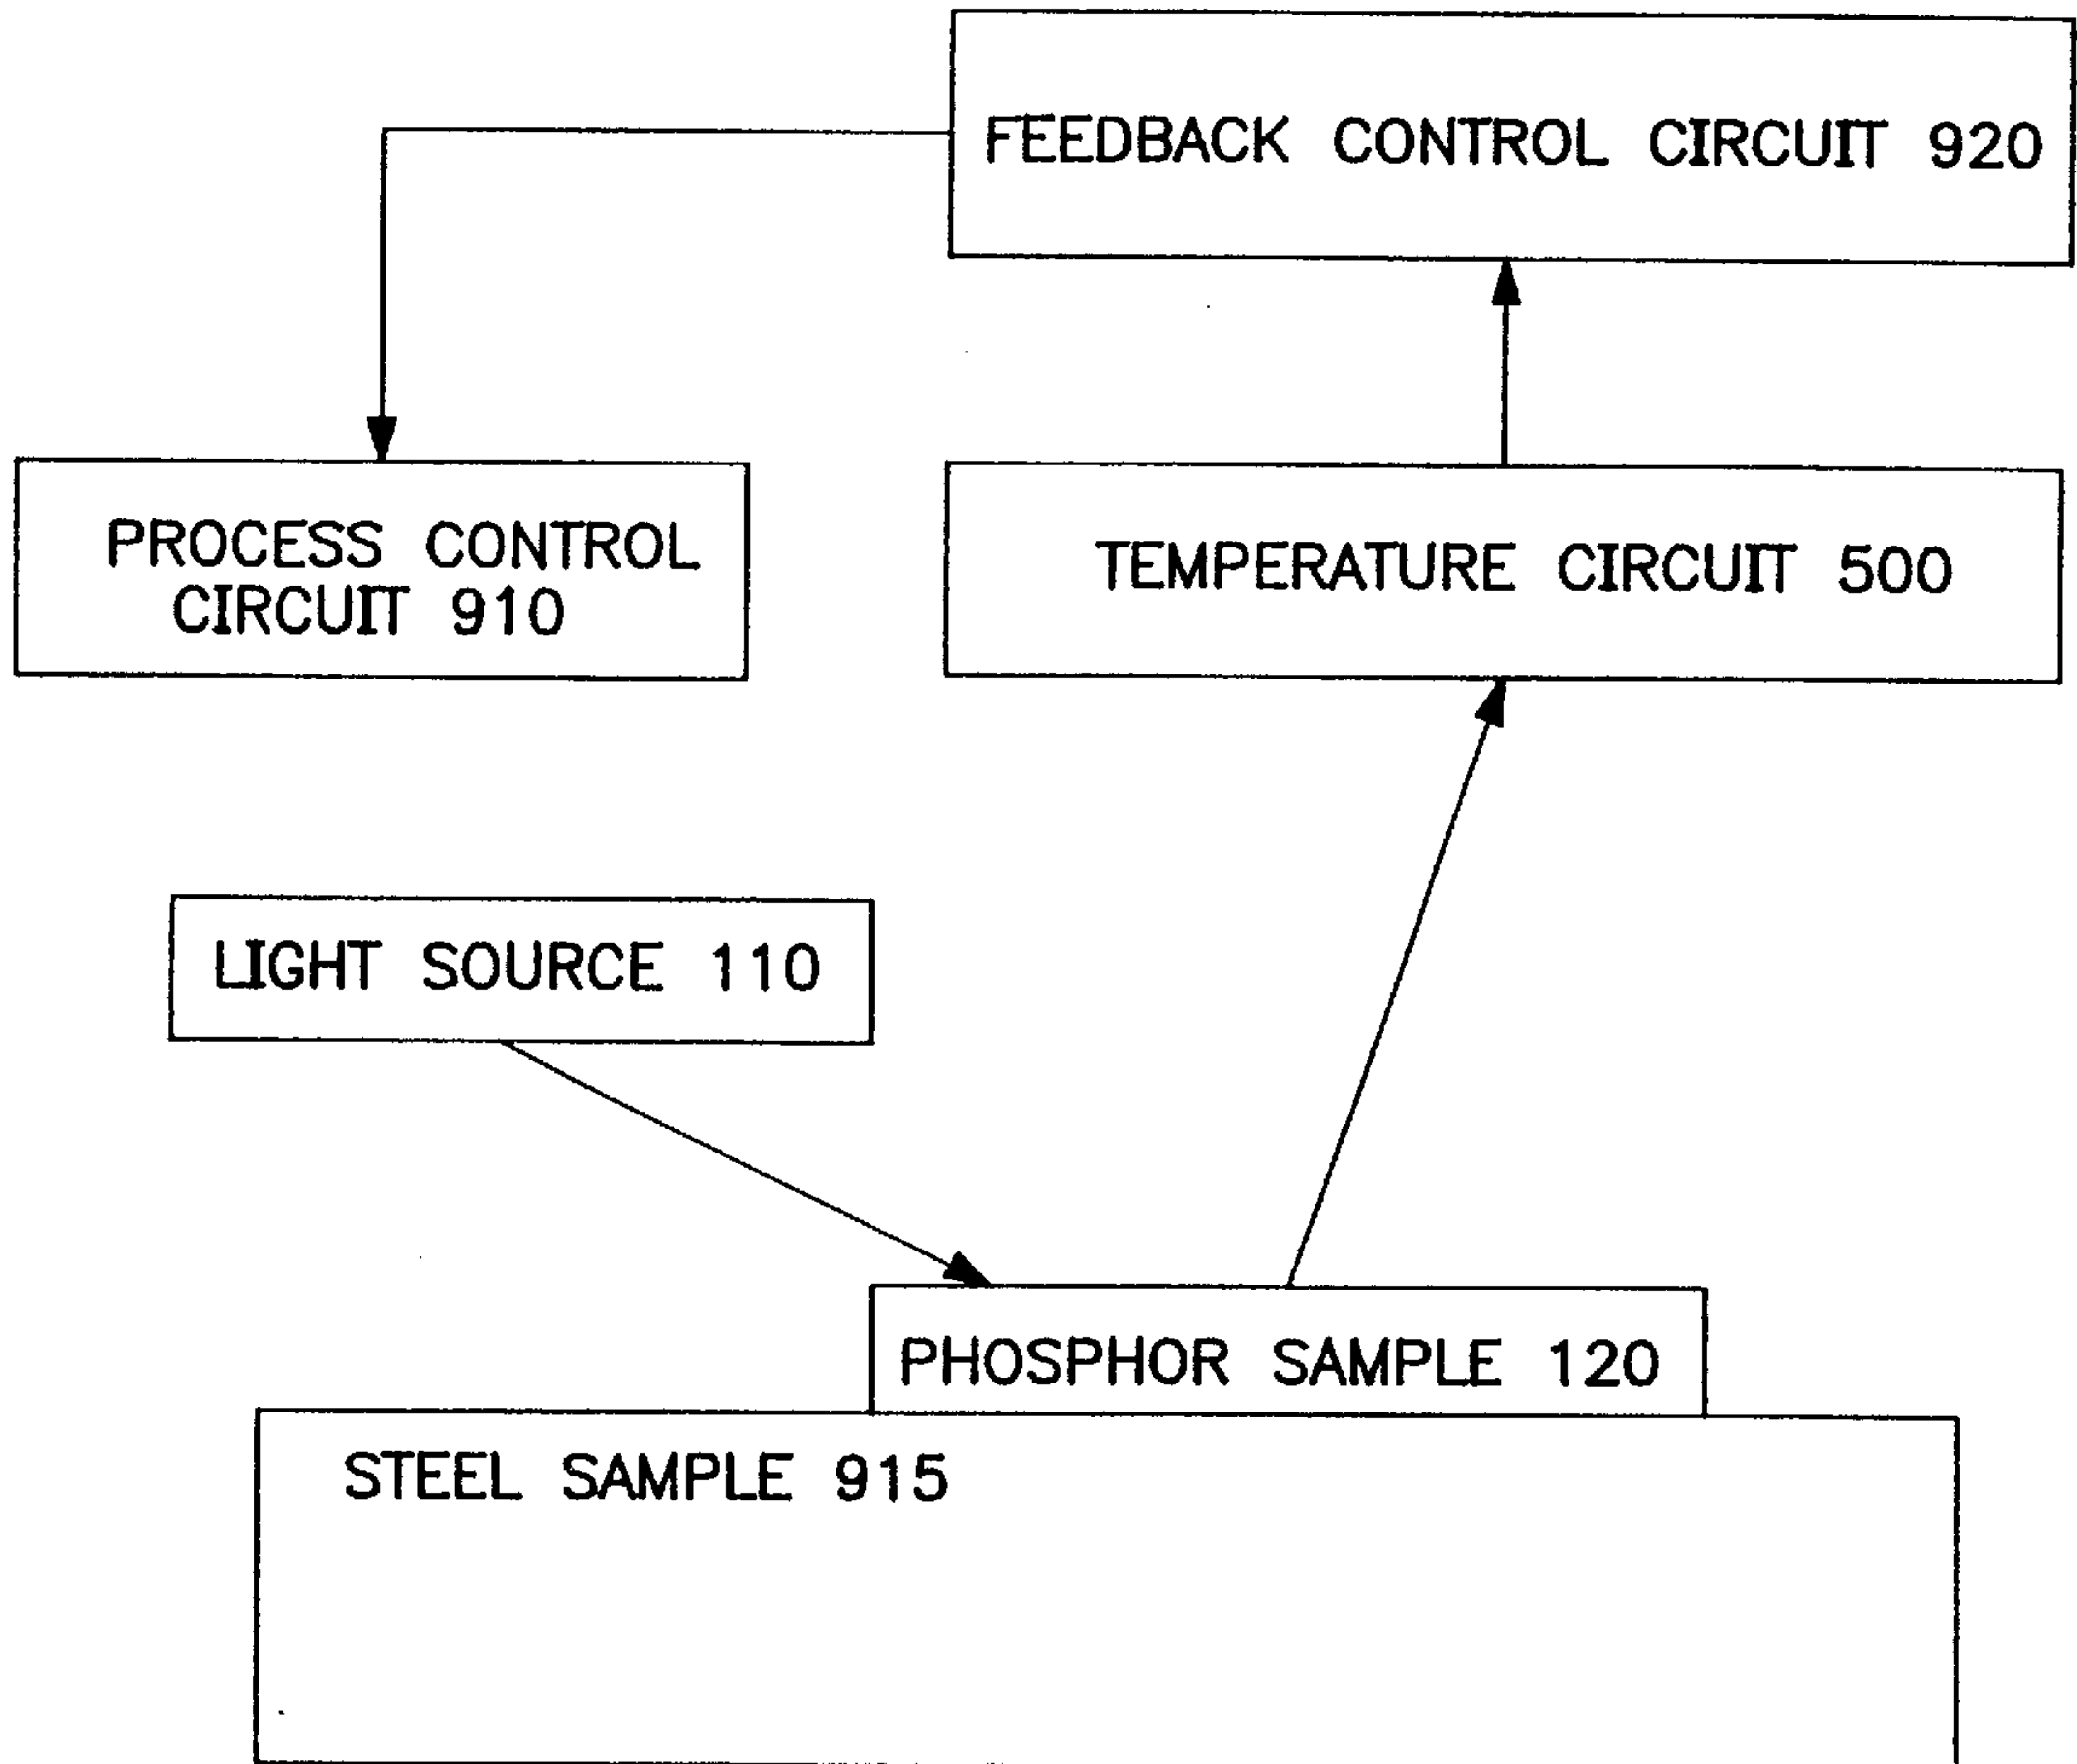 FEEDBACK CONTROL CIRCUIT 920
PROCESS CONTROL
CIRCUIT 910
TEMPERATURE CIRCUIT 500
LIGHT SOURCE 110
PHOSPHOR SAMPLE 120
STEEL SAMPLE 915